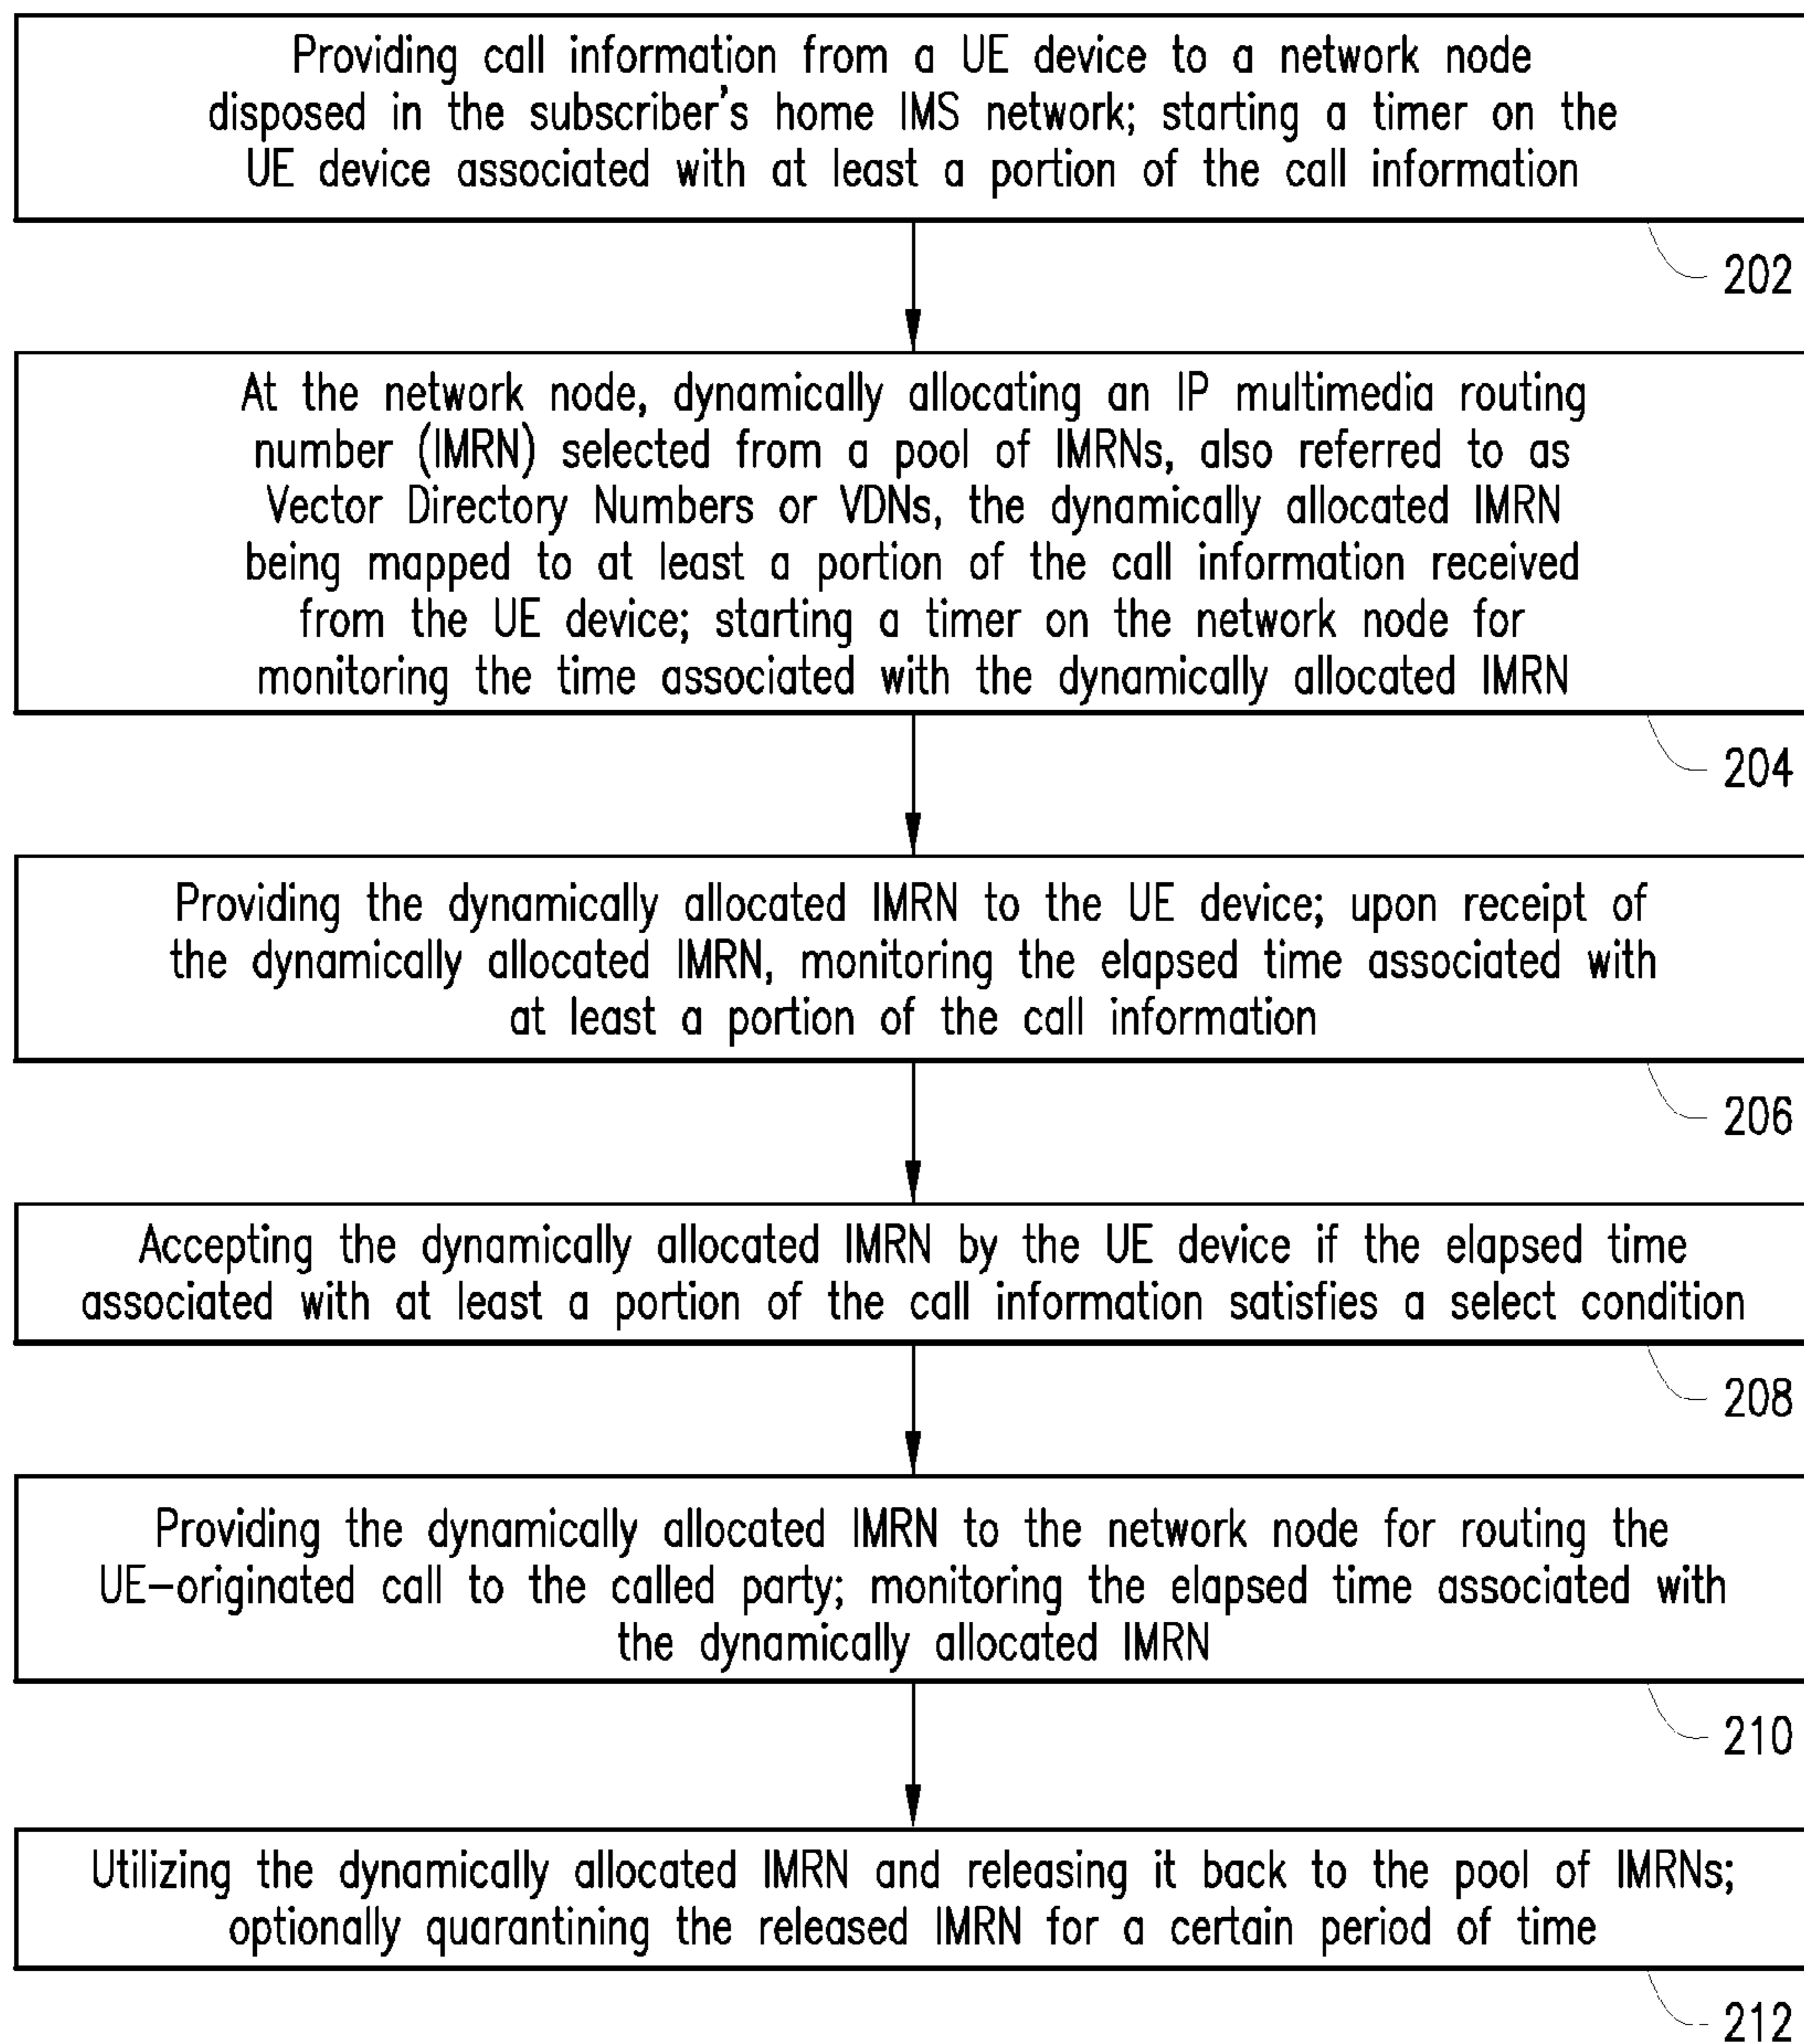 Providing call information from a UE device to a network node
disposed in the subscriber's home IMS network; starting a timer on the
UE device associated with at least a portion of the call information
202
At the network node, dynamically allocating an IP multimedia routing
number (IMRN) selected from a pool of IMRNs, also referred to as
Vector Directory Numbers or VDNs, the dynamically allocated IMRN
being mapped to at least a portion of the call information received
from the UE device; starting a timer on the network node for
monitoring the time associated with the dynamically allocated IMRN
204
Providing the dynamically allocated IMRN to the UE device; upon receipt of
the dynamically allocated IMRN, monitoring the elapsed time associated with
at least a portion of the call information
206
Accepting the dynamically allocated IMRN by the UE device if the elapsed time
associated with at least a portion of the call information satisfies a select condition
208
Providing the dynamically allocated IMRN to the network node for routing the
UE-originated call to the called party; monitoring the elapsed time associated with
the dynamically allocated IMRN
210
Utilizing the dynamically allocated IMRN and releasing it back to the pool of IMRNs;
optionally quarantining the released IMRN for a certain period of time
212